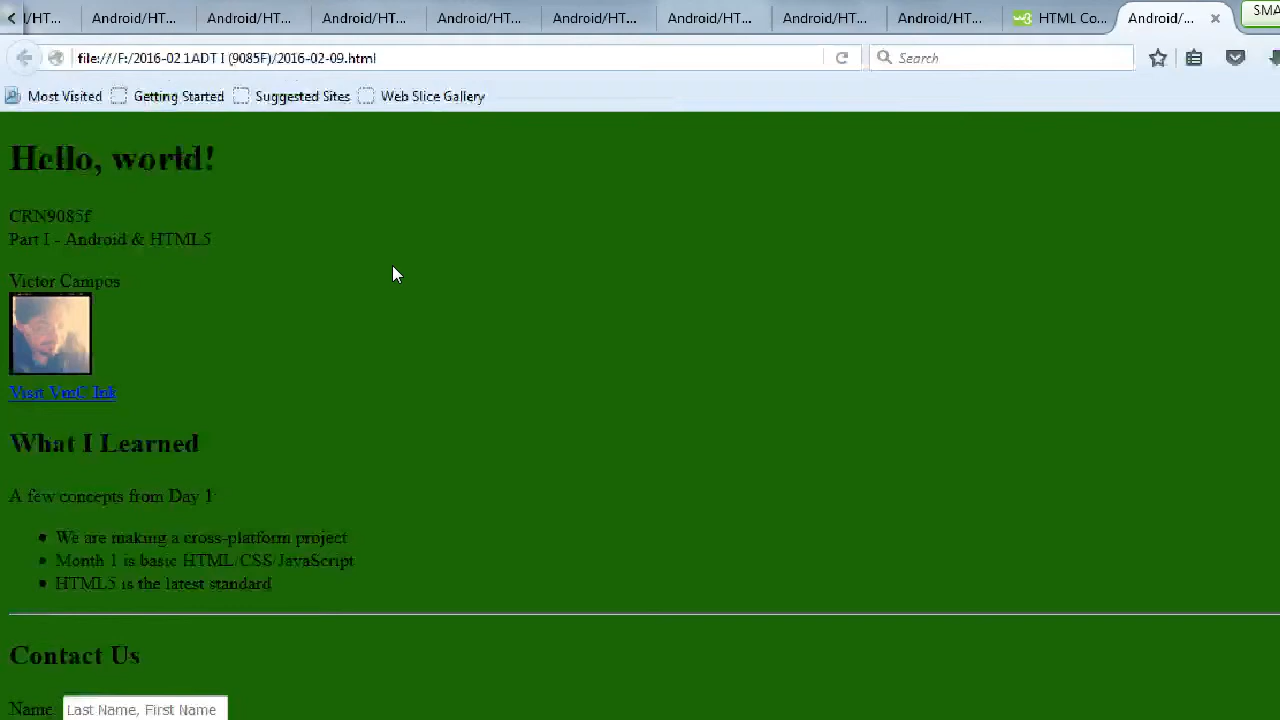 /HT...
Android/HT... Android/HT... Android/HT... Android/HT... Android/HT... Android/HT... Android/HT... Android/HT... HTML Co... Android/... × SMA
file:///F:/2016-02 1ADT I (9085F)/2016-02-09.html
Search
Most Visited Getting Started Suggested Sites Web Slice Gallery
Hello, world!
CRN9085f
Part I - Android & HTML5
Victor Campos
Visit VmC Ink
What I Learned
A few concepts from Day 1
• We are making a cross-platform project
• Month 1 is basic HTML/CSS/JavaScript
• HTML5 is the latest standard
Contact Us
Name Last Name, First Name